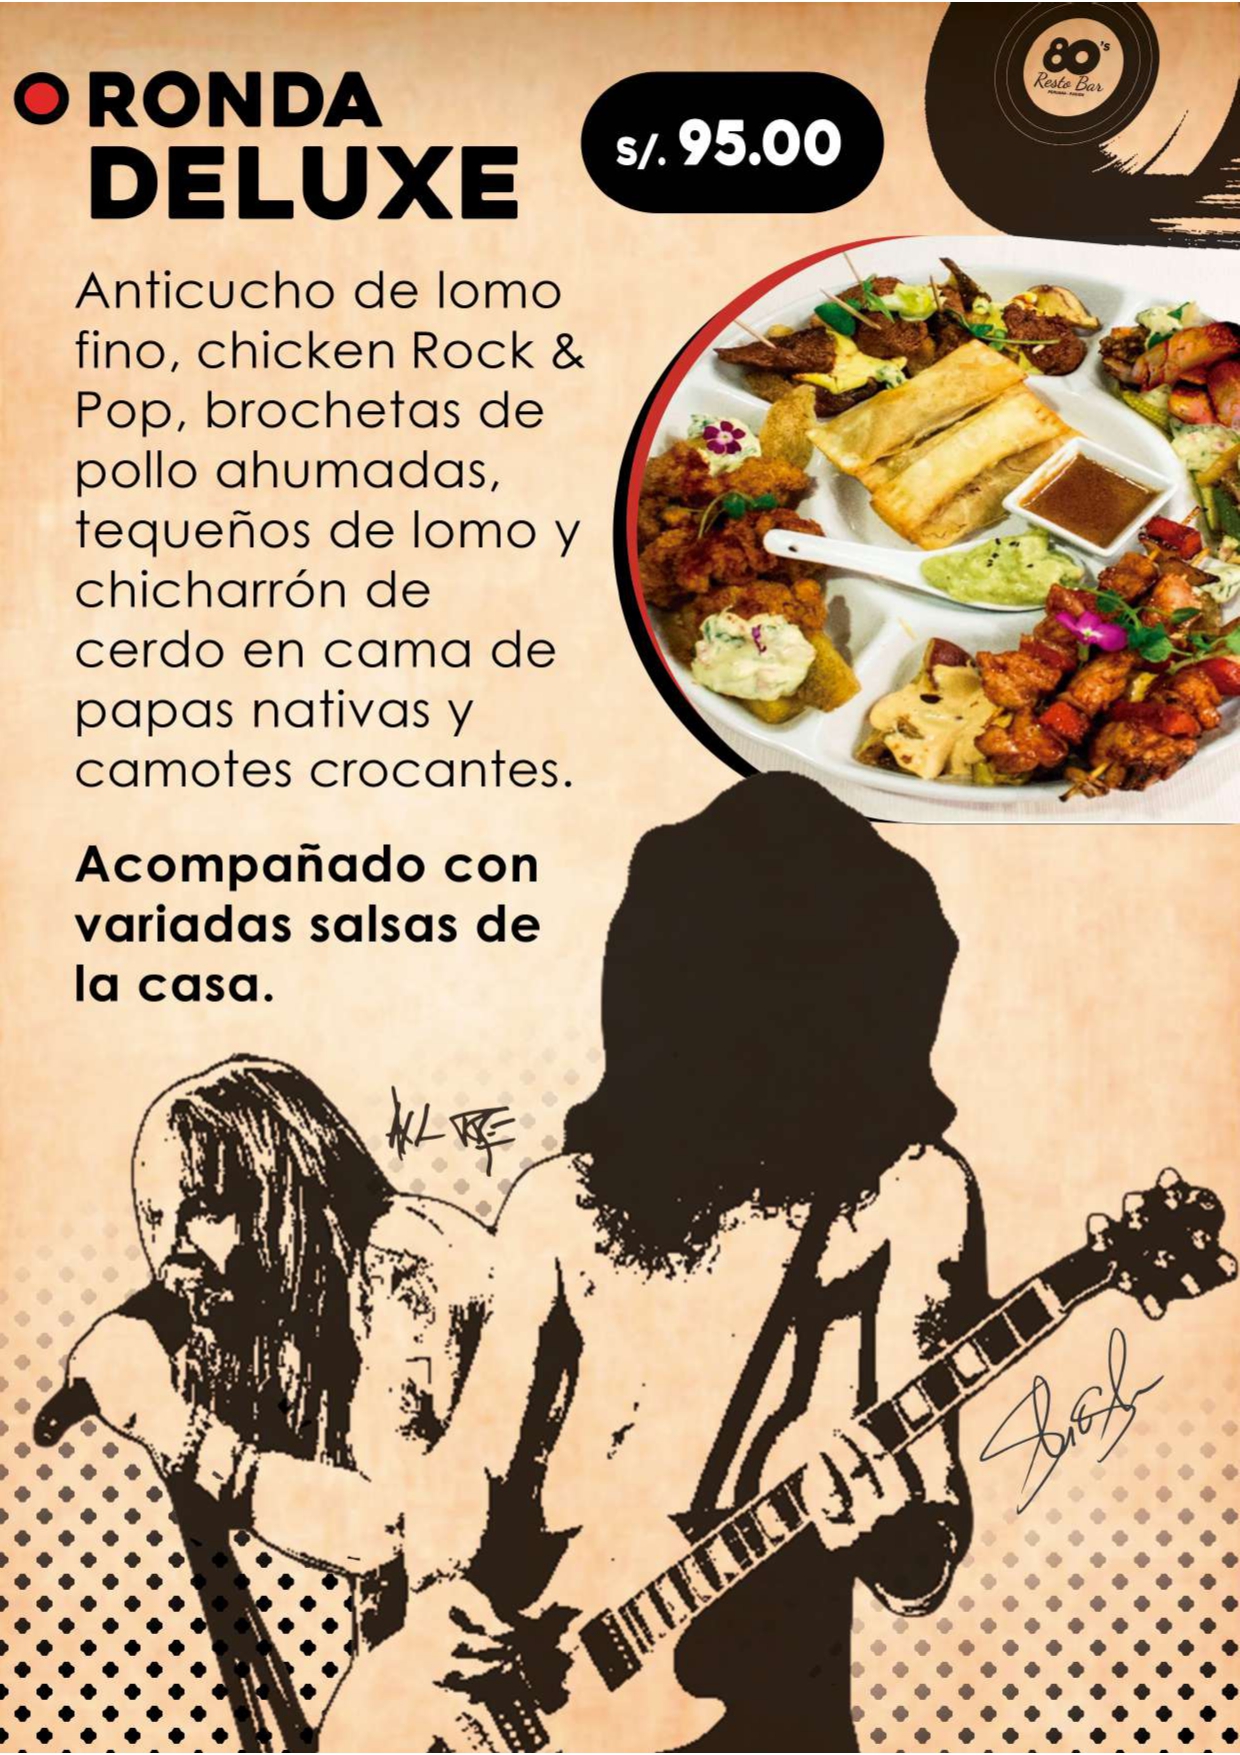 80's
Resto Bar
RONDA
DELUXE
s/. 95.00
Anticucho de lomo
fino, chicken Rock &
Pop, brochetas de
pollo ahumadas,
tequeños de lomo y
chicharrón de
cerdo en cama de
papas nativas y
camotes crocantes.
Acompañado con
variadas salsas de
la casa.